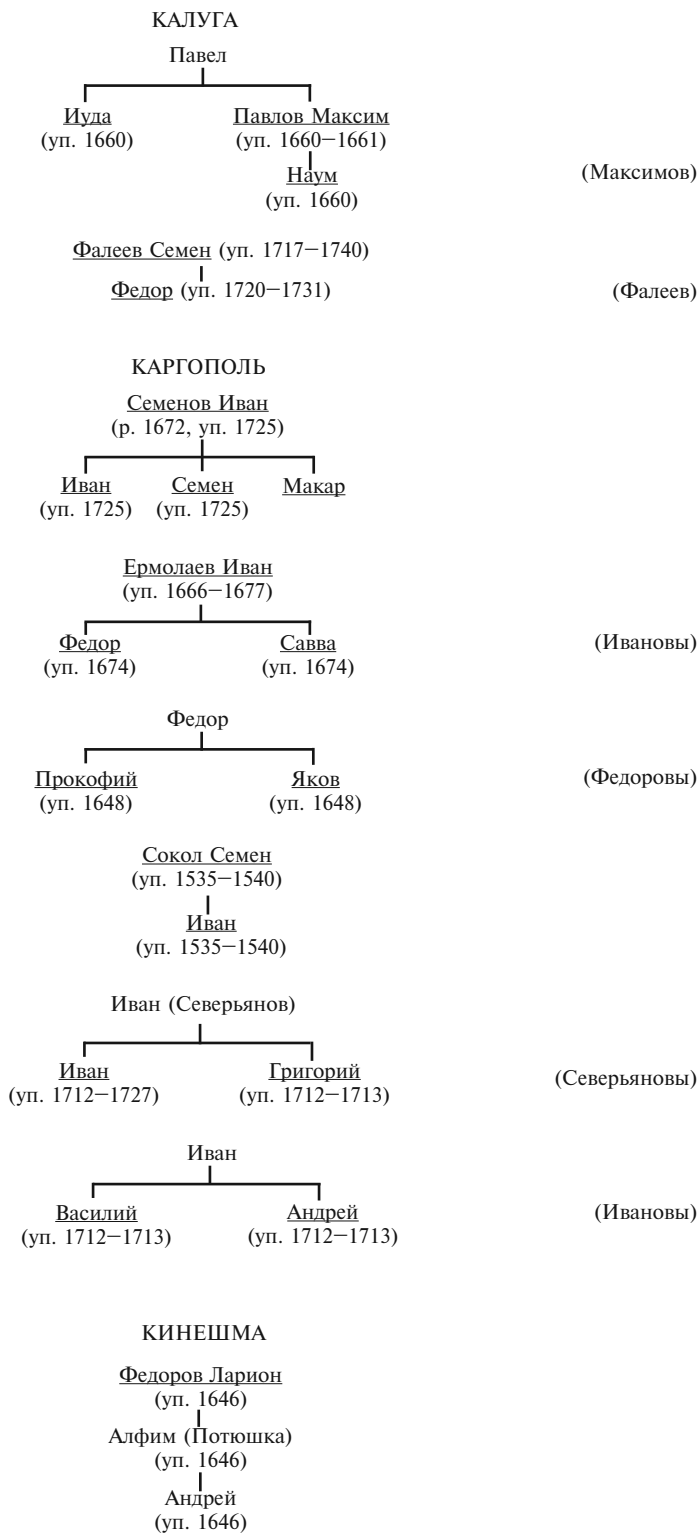 КАЛУГА
Павел
Иуда Павлов Максим
(уп. 1660) (уп. 1660–1661)
Наум (Максимов)
(уп. 1660)
Фалеев Семен (уп. 1717–1740)
Федор (уп. 1720–1731) (Фалеев)
КАРГОПОЛЬ
Семенов Иван
(р. 1672, уп. 1725)
Иван Семен Макар
(уп. 1725) (уп. 1725)
Ермолаев Иван
(уп. 1666–1677)
Федор Савва (Ивановы)
(уп. 1674) (уп. 1674)
Федор
Прокофий Яков (Федоровы)
(уп. 1648) (уп. 1648)
Сокол Семен
(уп. 1535–1540)
Иван
(уп. 1535–1540)
Иван (Северьянов)
Иван Григорий (Северьяновы)
(уп. 1712–1727) (уп. 1712–1713)
Иван
Василий Андрей (Ивановы)
(уп. 1712–1713) (уп. 1712–1713)
КИНЕШМА
Федоров Ларион
(уп. 1646)
Алфим (Потюшка)
(уп. 1646)
Андрей
(уп. 1646)